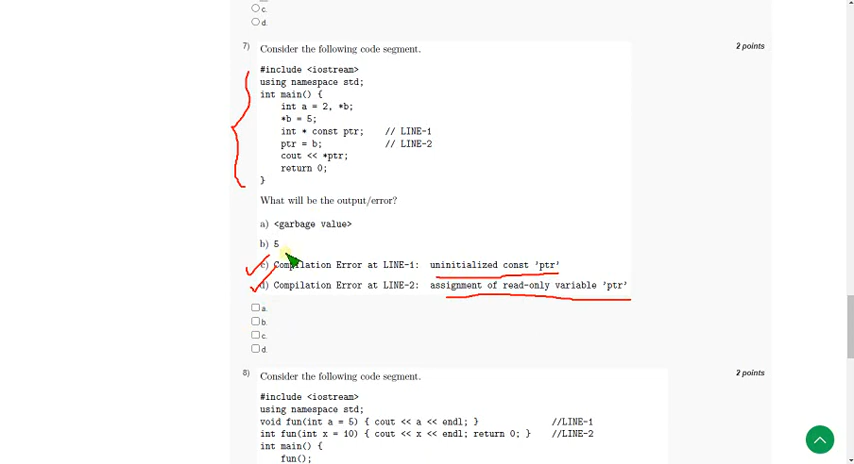 c.
d.
7) Consider the following code segment. 2 points
#include <iostream>
using namespace std;
int main() {
int a = 2, *b;
*b = 5;
int * const ptr; // LINE-1
ptr = b; // LINE-2
cout << *ptr;
return 0;
}
What will be the output/error?
a) <garbage value>
b) 5
c) Compilation Error at LINE-1: uninitialized const 'ptr'
d) Compilation Error at LINE-2: assignment of read-only variable 'ptr'
a.
b.
c.
d.
8) Consider the following code segment. 2 points
#include <iostream>
using namespace std;
void fun(int a = 5) { cout << a << endl; } //LINE-1
int fun(int x = 10) { cout << x << endl; return 0; } //LINE-2
int main() {
fun();